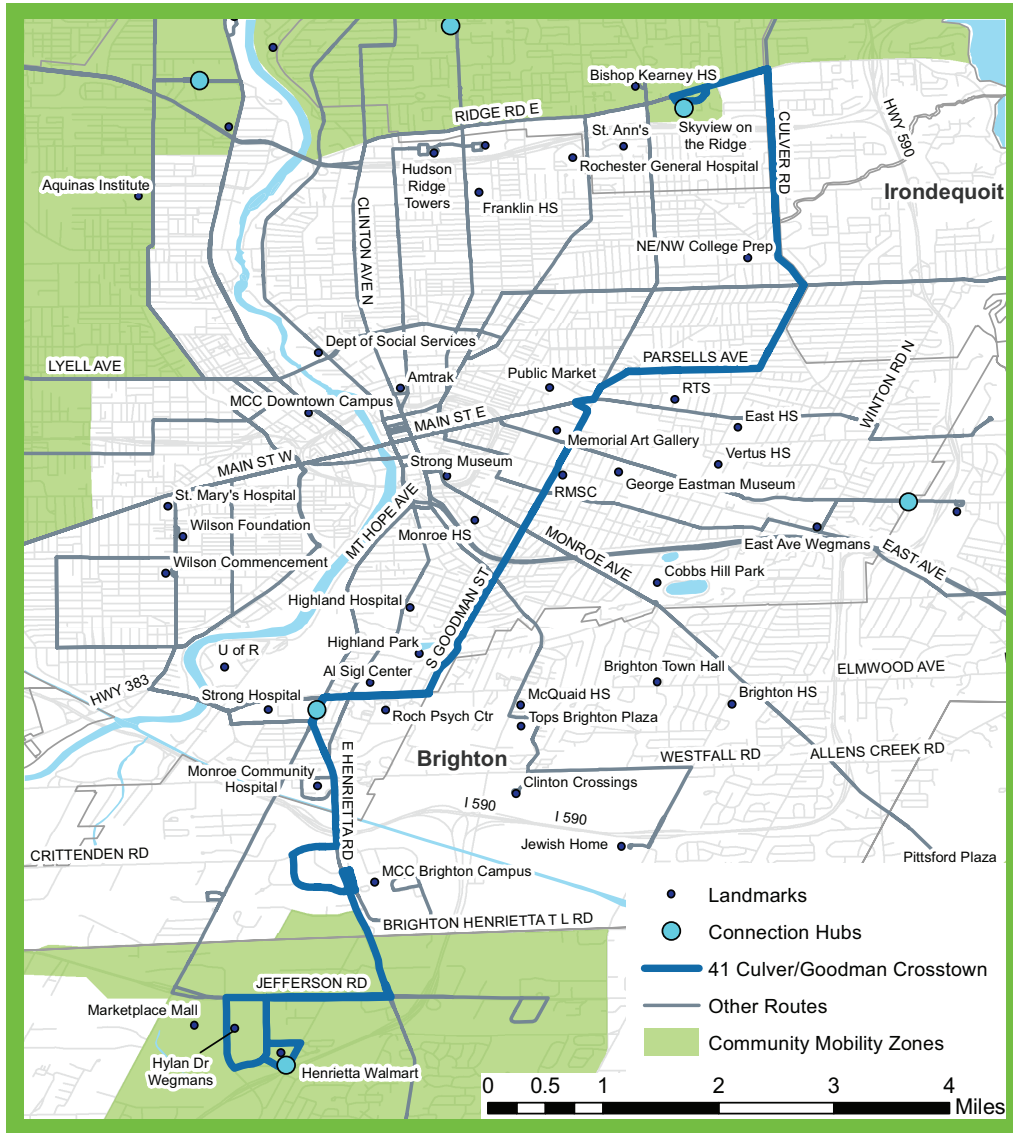 Bishop Kearney HS
RIDGE RD E
St. Ann's
Skyview on
the Ridge
CULVER RD
HWY 590
Hudson
Ridge
Towers
Rochester General Hospital
Aquinas Institute
Irondequoit
Franklin HS
CLINTON AVE N
NE/NW College Prep
Dept of Social Services
LYELL AVE
PARSELLS AVE
Amtrak
Public Market
RTS
WINTON RD N
MCC Downtown Campus
MAIN ST E
East HS
Memorial Art Gallery
MAIN ST W
Strong Museum
Vertus HS
George Eastman Museum
RMSC
St. Mary's Hospital
MT HOPE AVE
Wilson Foundation
Monroe HS
MONROE AVE
East Ave Wegmans
EAST AVE
Wilson Commencement
Cobbs Hill Park
Highland Hospital
S GOODMAN ST
Highland Park
U of R
Al Sigl Center
Brighton Town Hall
ELMWOOD AVE
HWY 383
Strong Hospital
McQuaid HS
Brighton HS
Roch Psych Ctr
Tops Brighton Plaza
E HENRIETTA RD
Brighton
WESTFALL RD
ALLENS CREEK RD
Monroe Community
Hospital
Clinton Crossings
I 590
I 590
CRITTENDEN RD
Jewish Home
Pittsford Plaza
MCC Brighton Campus
Landmarks
BRIGHTON HENRIETTA T L RD
Connection Hubs
41 Culver/Goodman Crosstown
JEFFERSON RD
Other Routes
Marketplace Mall
Community Mobility Zones
Hylan Dr
Wegmans
Henrietta Walmart
0 0.5 1 2 3 4
Miles